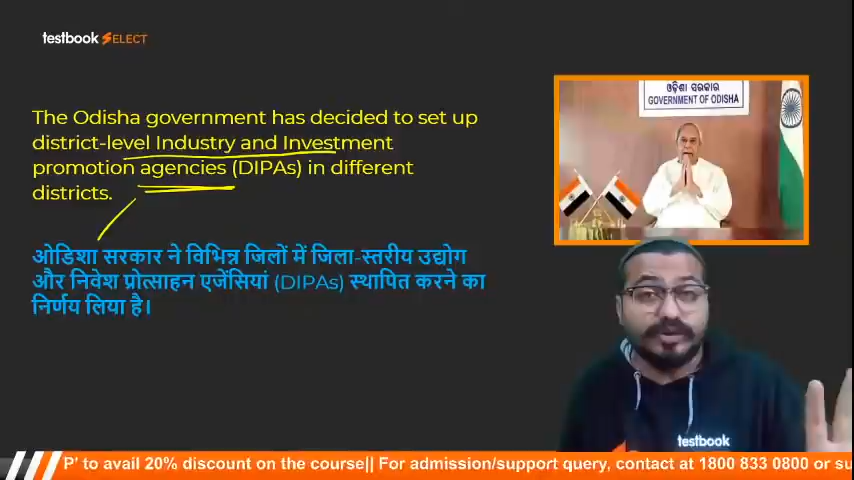 testbook SELECT
ଓଡ଼ିଶା ସରକାର
GOVERNMENT OF ODISHA
The Odisha government has decided to set up
district-level Industry and Investment
promotion agencies (DIPAs) in different
districts.
ओडिशा सरकार ने विभिन्न जिलों में जिला-स्तरीय उद्योग
और निवेश प्रोत्साहन एजेंसियां (DIPAs) स्थापित करने का
निर्णय लिया है।
testbook
P' to avail 20% discount on the course|| For admission/support query, contact at 1800 833 0800 or su